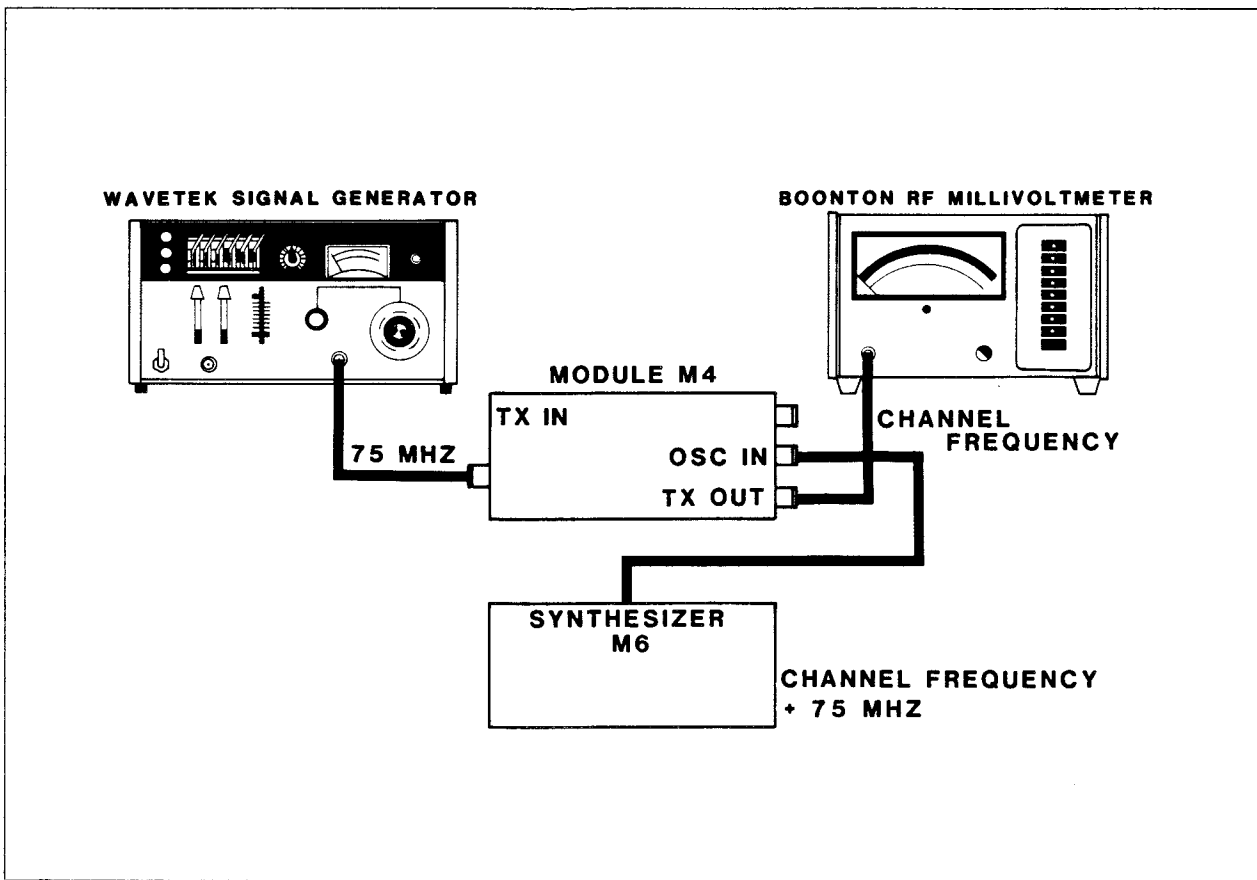 WAVETEK SIGNAL GENERATOR
BOONTON RF MILLIVOLTMETER
MODULE M4
TX IN
75 MHZ
CHANNEL
FREQUENCY
OSC IN
TX OUT
SYNTHESIZER
M6
CHANNEL FREQUENCY
+ 75 MHZ